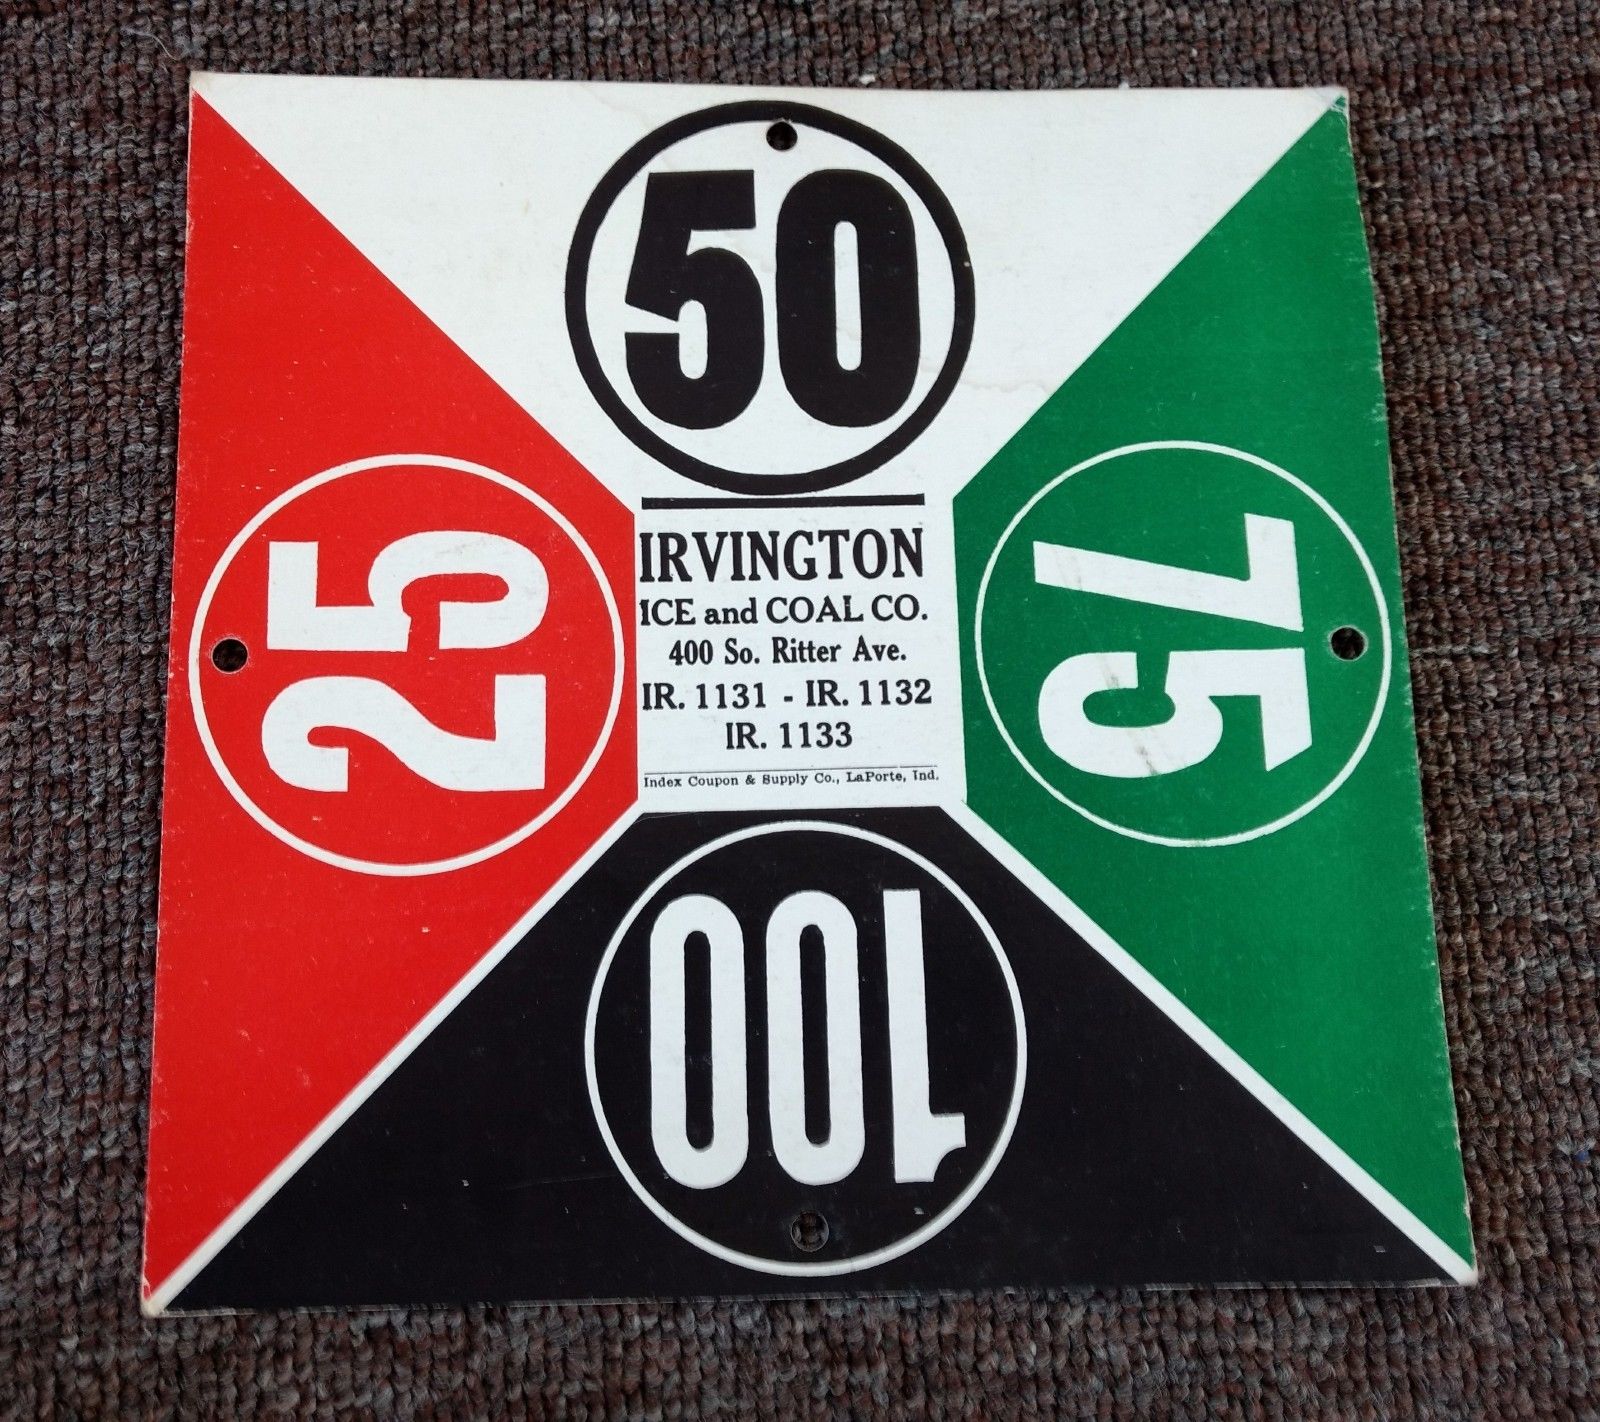 50
25
IRVINGTON
ICE and COAL CO.
400 So. Ritter Ave.
IR. 1131 - IR. 1132
IR. 1133
Index Coupon & Supply Co., LaPorte, Ind.
75
100